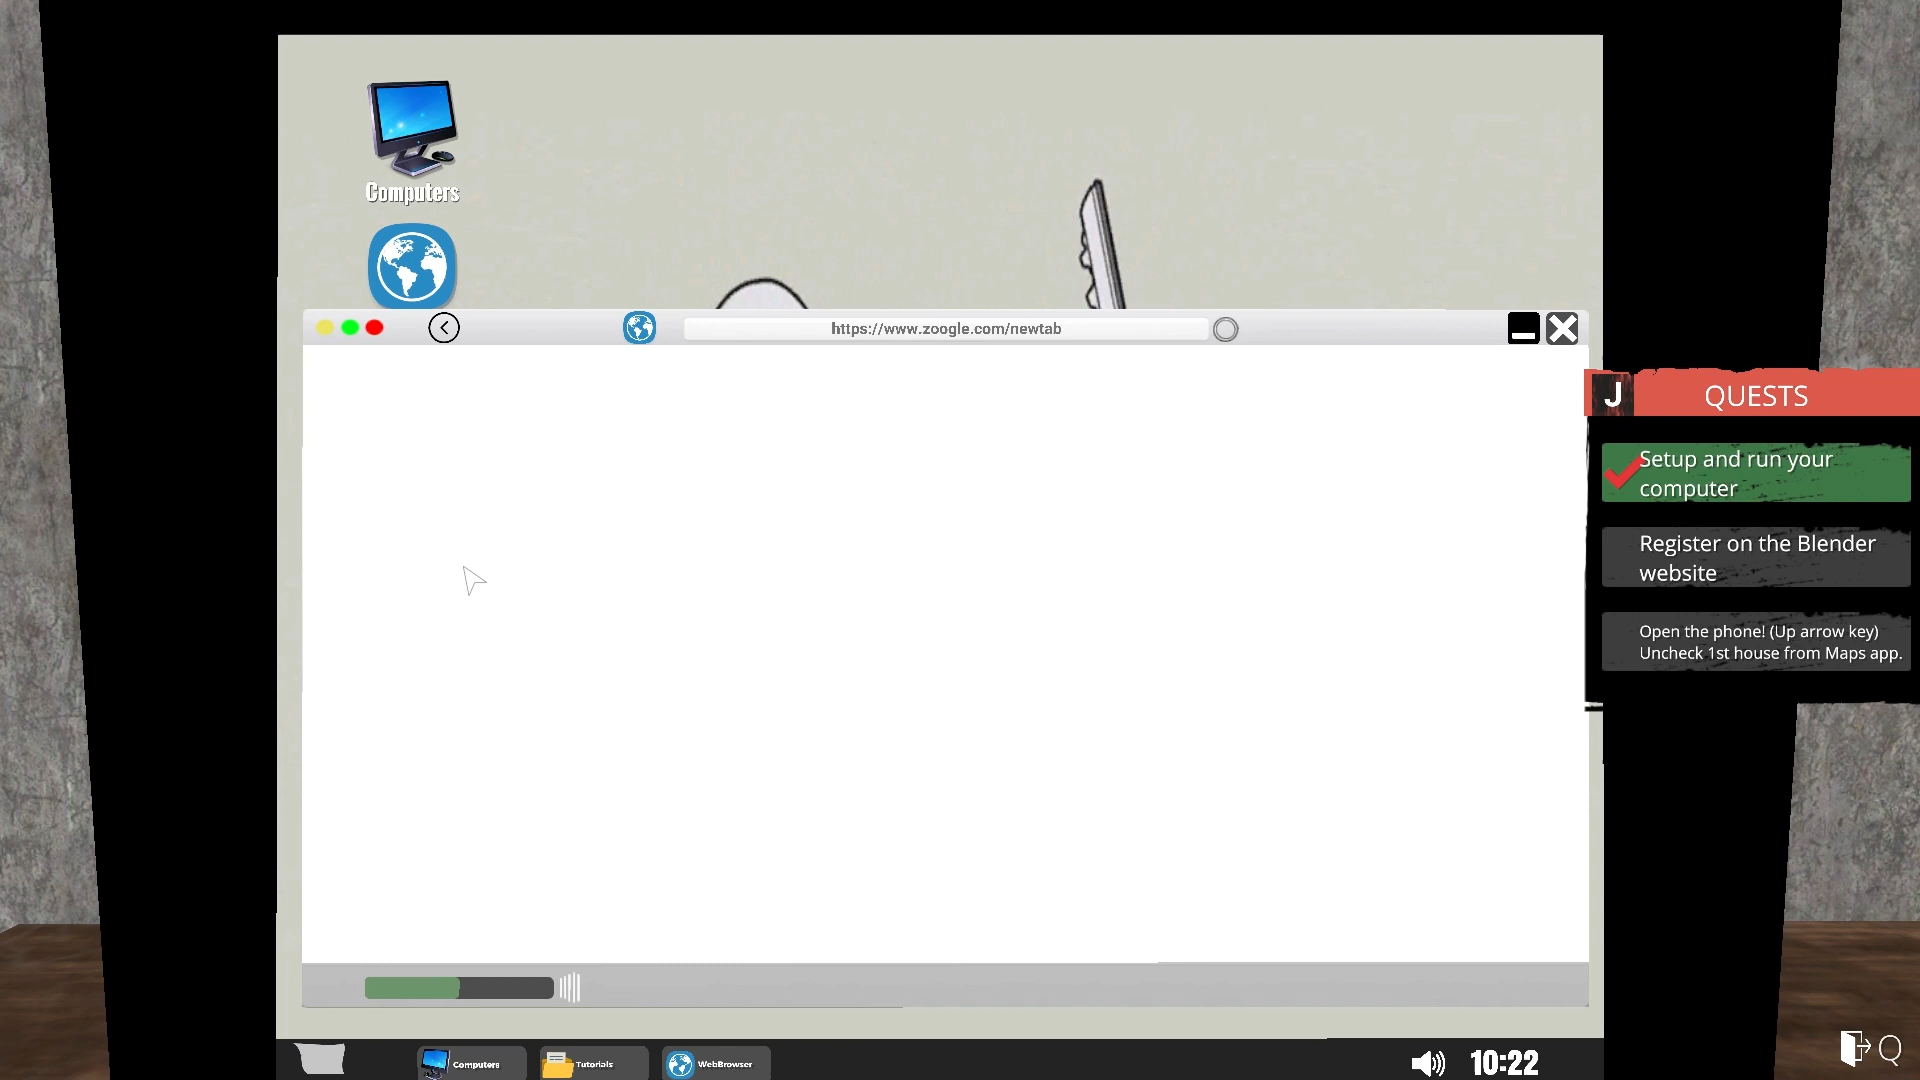 Computers
https://www.zoogle.com/newtab
J QUESTS
Setup and run your
computer
Register on the Blender
website
Open the phone! (Up arrow key)
Uncheck 1st house from Maps app.
Computers
Tutorials
WebBrowser
10:22
Q